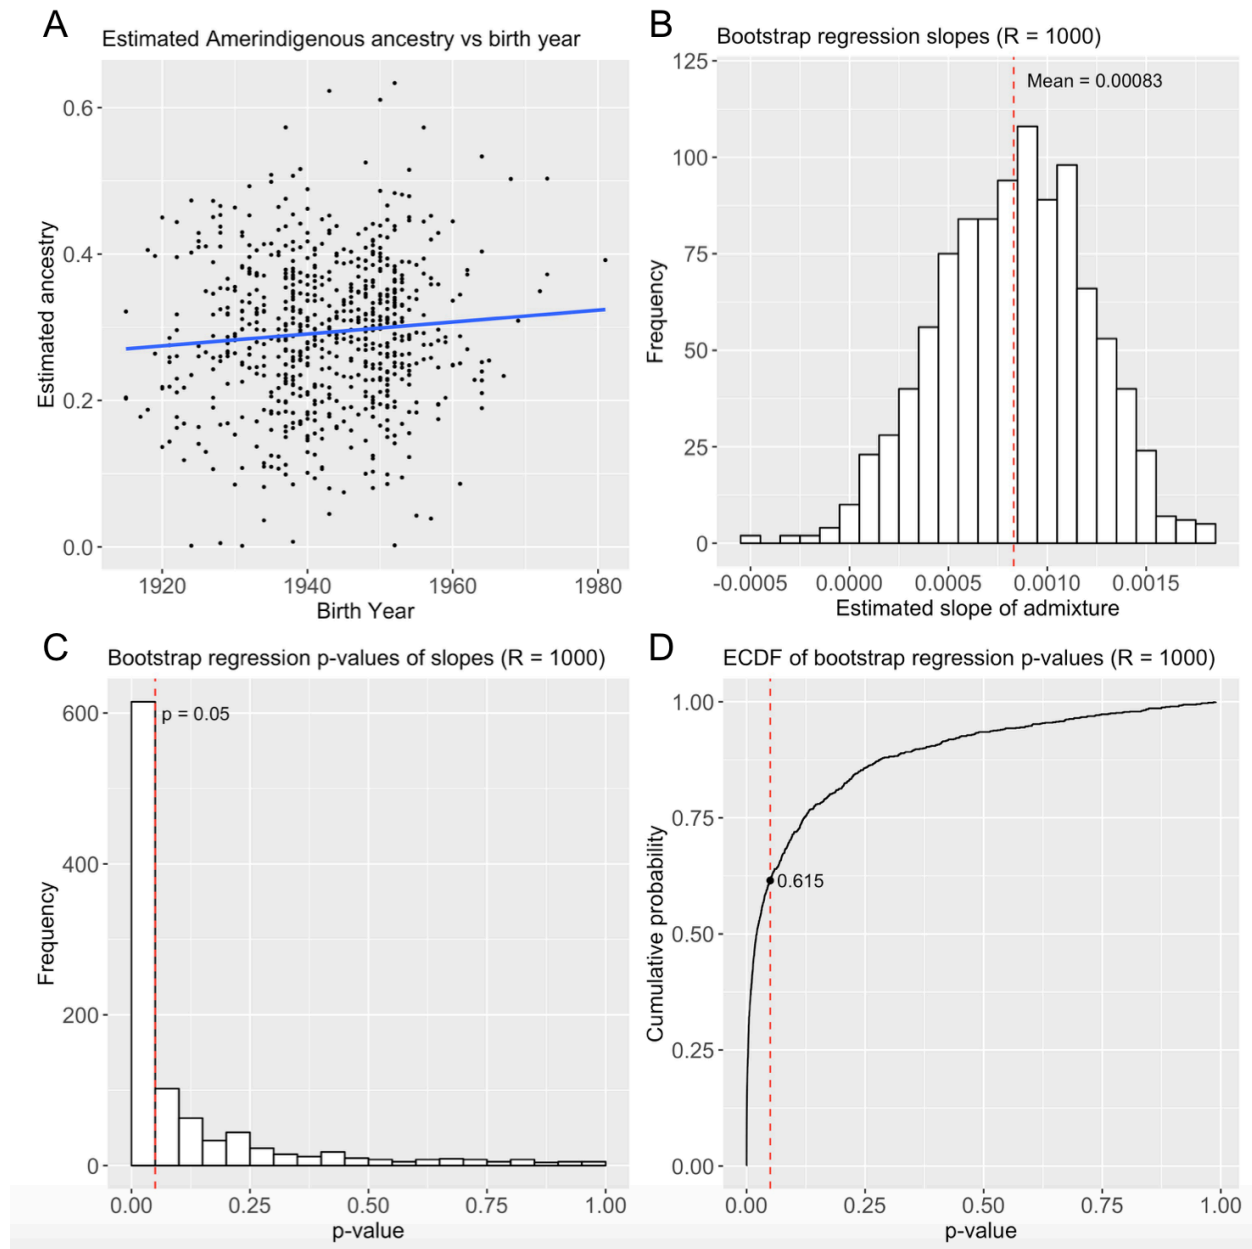 A
Estimated Amerindigenous ancestry vs birth year
0.6
0.4
0.2
0.0
Estimated ancestry
1920 1940 1960 1980
Birth Year
B
Bootstrap regression slopes (R = 1000)
Mean = 0.00083
125
100
75
50
25
0
Frequency
-0.0005 0.0000 0.0005 0.0010 0.0015
Estimated slope of admixture
C
Bootstrap regression p-values of slopes (R = 1000)
p = 0.05
600
400
200
0
Frequency
0.00 0.25 0.50 0.75 1.00
p-value
D
ECDF of bootstrap regression p-values (R = 1000)
1.00
0.75
0.615
0.50
0.25
0.00
Cumulative probability
0.00 0.25 0.50 0.75 1.00
p-value